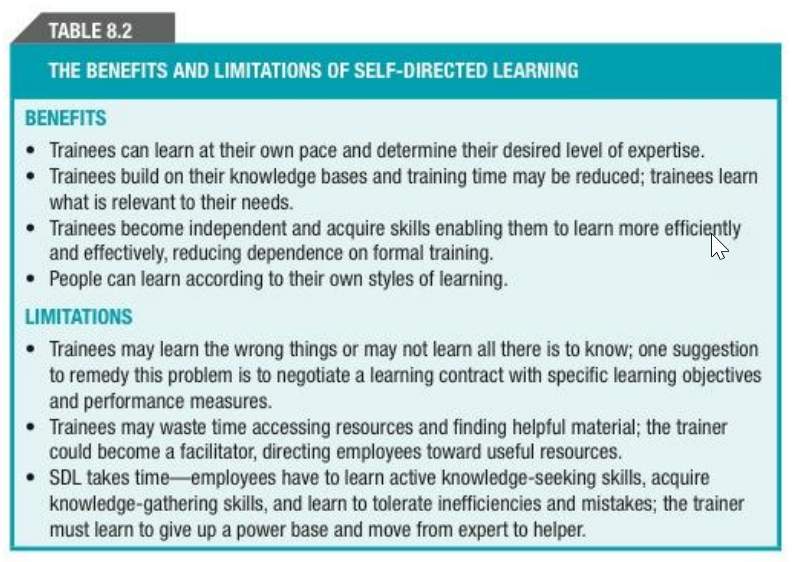 TABLE 8.2
THE BENEFITS AND LIMITATIONS OF SELF-DIRECTED LEARNING
BENEFITS
• Trainees can learn at their own pace and determine their desired level of expertise.
• Trainees build on their knowledge bases and training time may be reduced; trainees learn
what is relevant to their needs.
• Trainees become independent and acquire skills enabling them to learn more efficiently
and effectively, reducing dependence on formal training.
• People can learn according to their own styles of learning.
LIMITATIONS
• Trainees may learn the wrong things or may not learn all there is to know; one suggestion
to remedy this problem is to negotiate a learning contract with specific learning objectives
and performance measures.
• Trainees may waste time accessing resources and finding helpful material; the trainer
could become a facilitator, directing employees toward useful resources.
• SDL takes time—employees have to learn active knowledge-seeking skills, acquire
knowledge-gathering skills, and learn to tolerate inefficiencies and mistakes; the trainer
must learn to give up a power base and move from expert to helper.